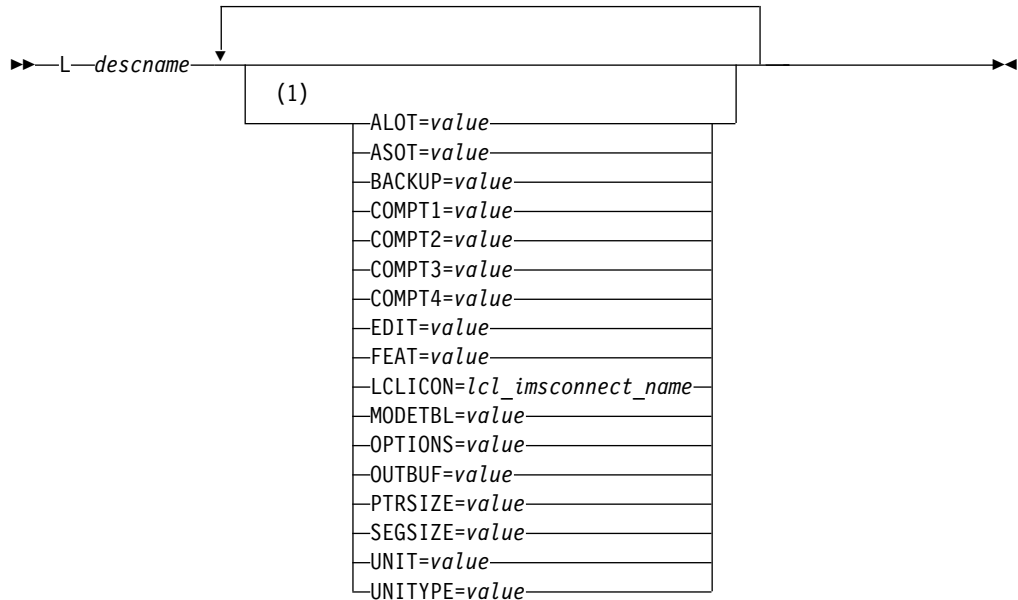 L descname
(1)
ALOT=value
ASOT=value
BACKUP=value
COMPT1=value
COMPT2=value
COMPT3=value
COMPT4=value
EDIT=value
FEAT=value
LCLICON=lcl_imsconnect_name
MODETBL=value
OPTIONS=value
OUTBUF=value
PTRSIZE=value
SEGSIZE=value
UNIT=value
UNITYPE=value